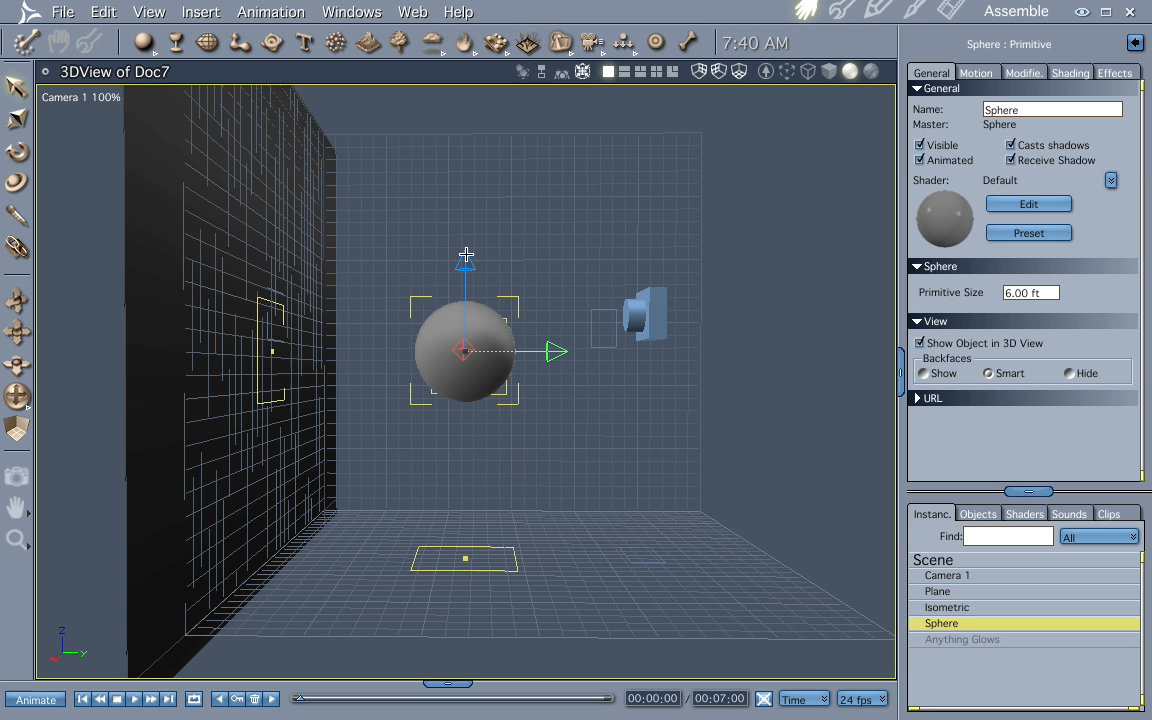 File Edit View Insert Animation Windows Web Help Assemble
7:40 AM
Sphere : Primitive
3DView of Doc7
General Motion Modifie. Shading Effects
Camera 1 100%
General
Name: Sphere
Master: Sphere
Visible Casts shadows
Animated Receive Shadow
Shader: Default
Edit
Preset
Sphere
Primitive Size 6.00 ft
View
Show Object in 3D View
Backfaces
Show Smart Hide
URL
Instanc. Objects Shaders Sounds Clips
Find: All
Scene
Camera 1
Plane
Isometric
Sphere
Anything Glows
Z
Y
Animate 00:00:00 / 00:07:00 Time 24 fps